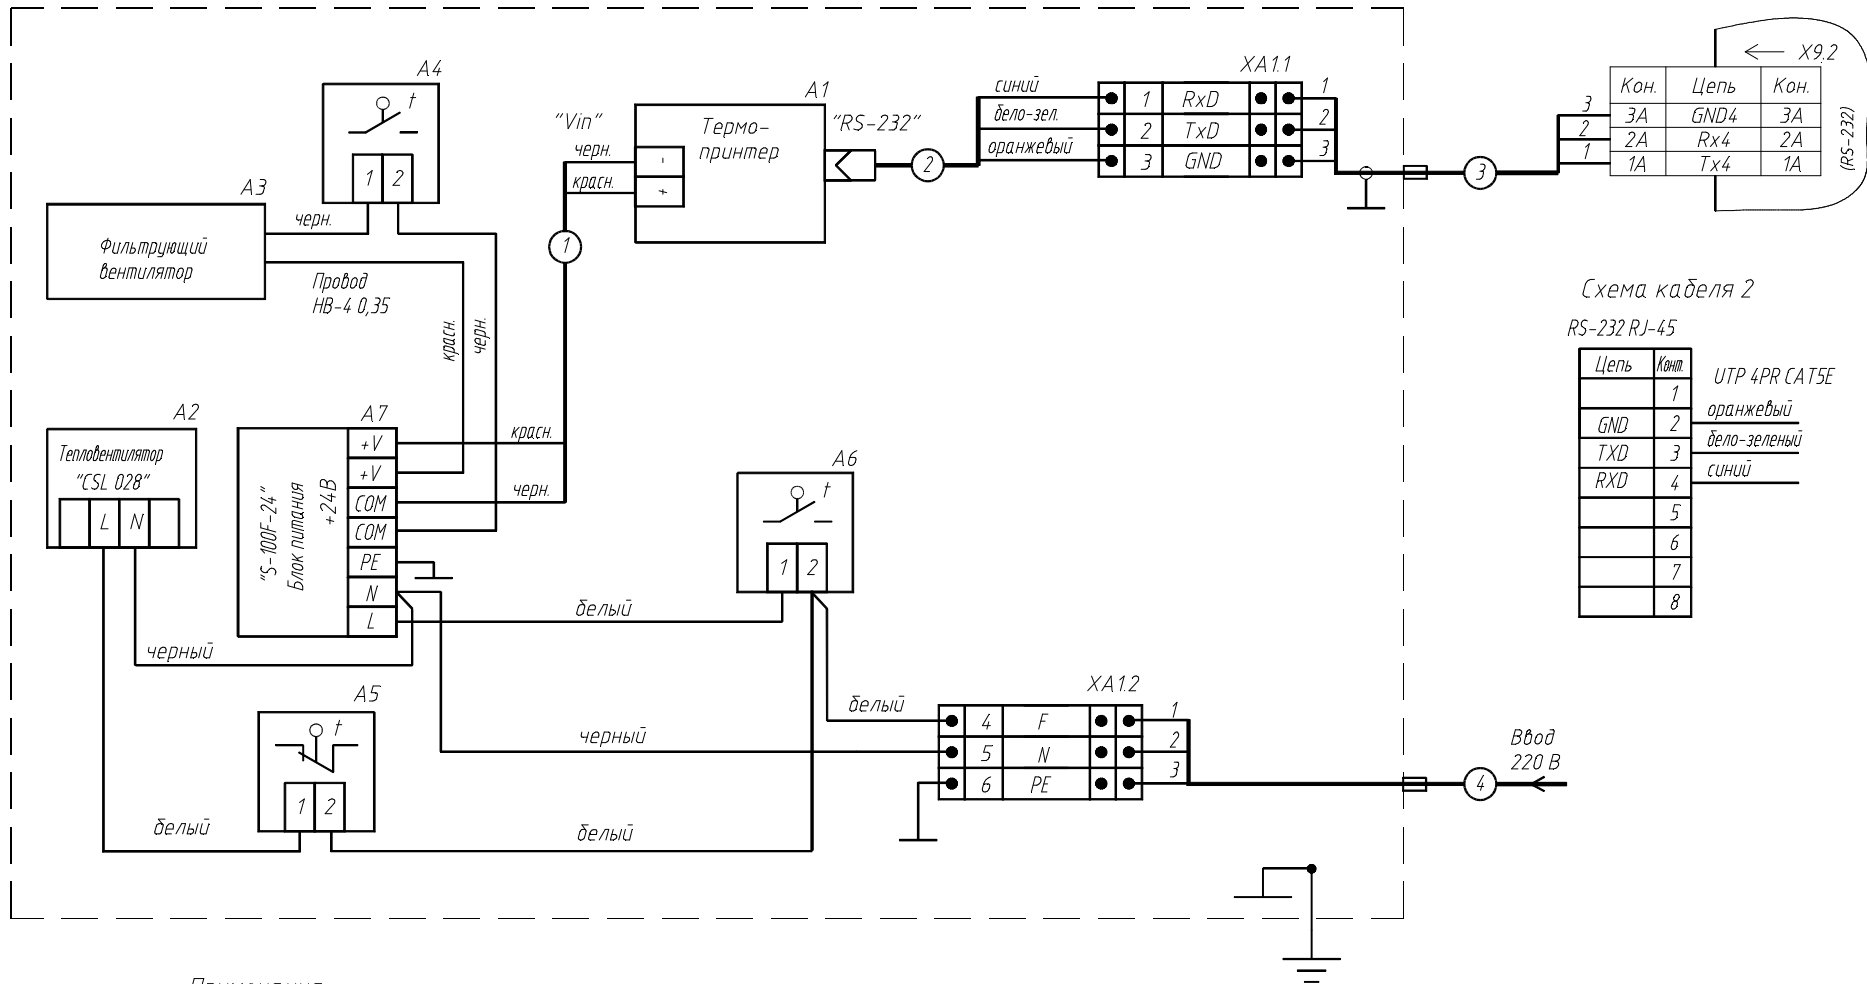 A4
t
1 2
A3
Фильтрующий
вентилятор
черн.
Провод
НВ-4 0,35
красн.
черн.
"Vin"
черн.
красн.
1
A1
Термо-
принтер
-
+
"RS-232"
2
синий
бело-зел.
оранжевый
XA1.1
1 RxD
2 TxD
3 GND
1
2
3
3
3
2
1
X9.2
Кон. Цепь Кон.
3A GND4 3A
2A Rx4 2A
1A Tx4 1A
(RS-232)
Схема кабеля 2
RS-232 RJ-45
Цепь Конт.
1
GND 2
TXD 3
RXD 4
5
6
7
8
UTP 4PR CAT5E
оранжевый
бело-зеленый
синий
A2
Тепловентилятор
"CSL 028"
L N
A7
"S-100F-24"
Блок питания
+24В
+V
+V
COM
COM
PE
N
L
красн.
черн.
A6
t
1 2
белый
черный
A5
t
1 2
белый
белый
черный
белый
XA1.2
4 F
5 N
6 PE
1
2
3
4
Ввод
220 В